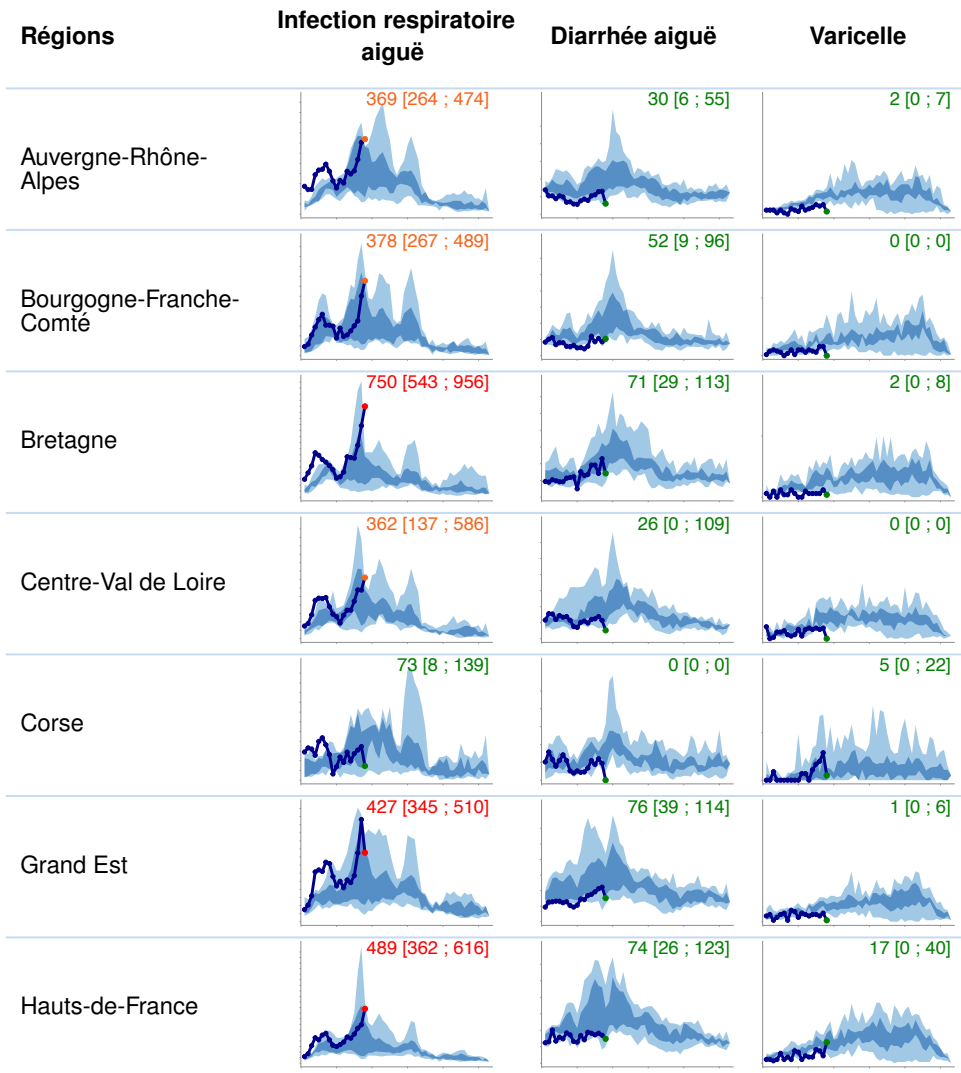 Régions
Infection respiratoire
aiguë
Diarrhée aiguë
Varicelle
Auvergne-Rhône-
Alpes
369 [264 ; 474]
30 [6 ; 55]
2 [0 ; 7]
Bourgogne-Franche-
Comté
378 [267 ; 489]
52 [9 ; 96]
0 [0 ; 0]
Bretagne
750 [543 ; 956]
71 [29 ; 113]
2 [0 ; 8]
Centre-Val de Loire
362 [137 ; 586]
26 [0 ; 109]
0 [0 ; 0]
Corse
73 [8 ; 139]
0 [0 ; 0]
5 [0 ; 22]
Grand Est
427 [345 ; 510]
76 [39 ; 114]
1 [0 ; 6]
Hauts-de-France
489 [362 ; 616]
74 [26 ; 123]
17 [0 ; 40]